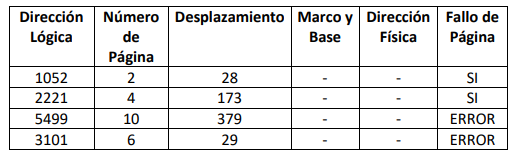 Dirección Lógica | Número de Página | Desplazamiento | Marco y Base | Dirección Física | Fallo de Página
1052 | 2 | 28 | - | - | SI
2221 | 4 | 173 | - | - | SI
5499 | 10 | 379 | - | - | ERROR
3101 | 6 | 29 | - | - | ERROR